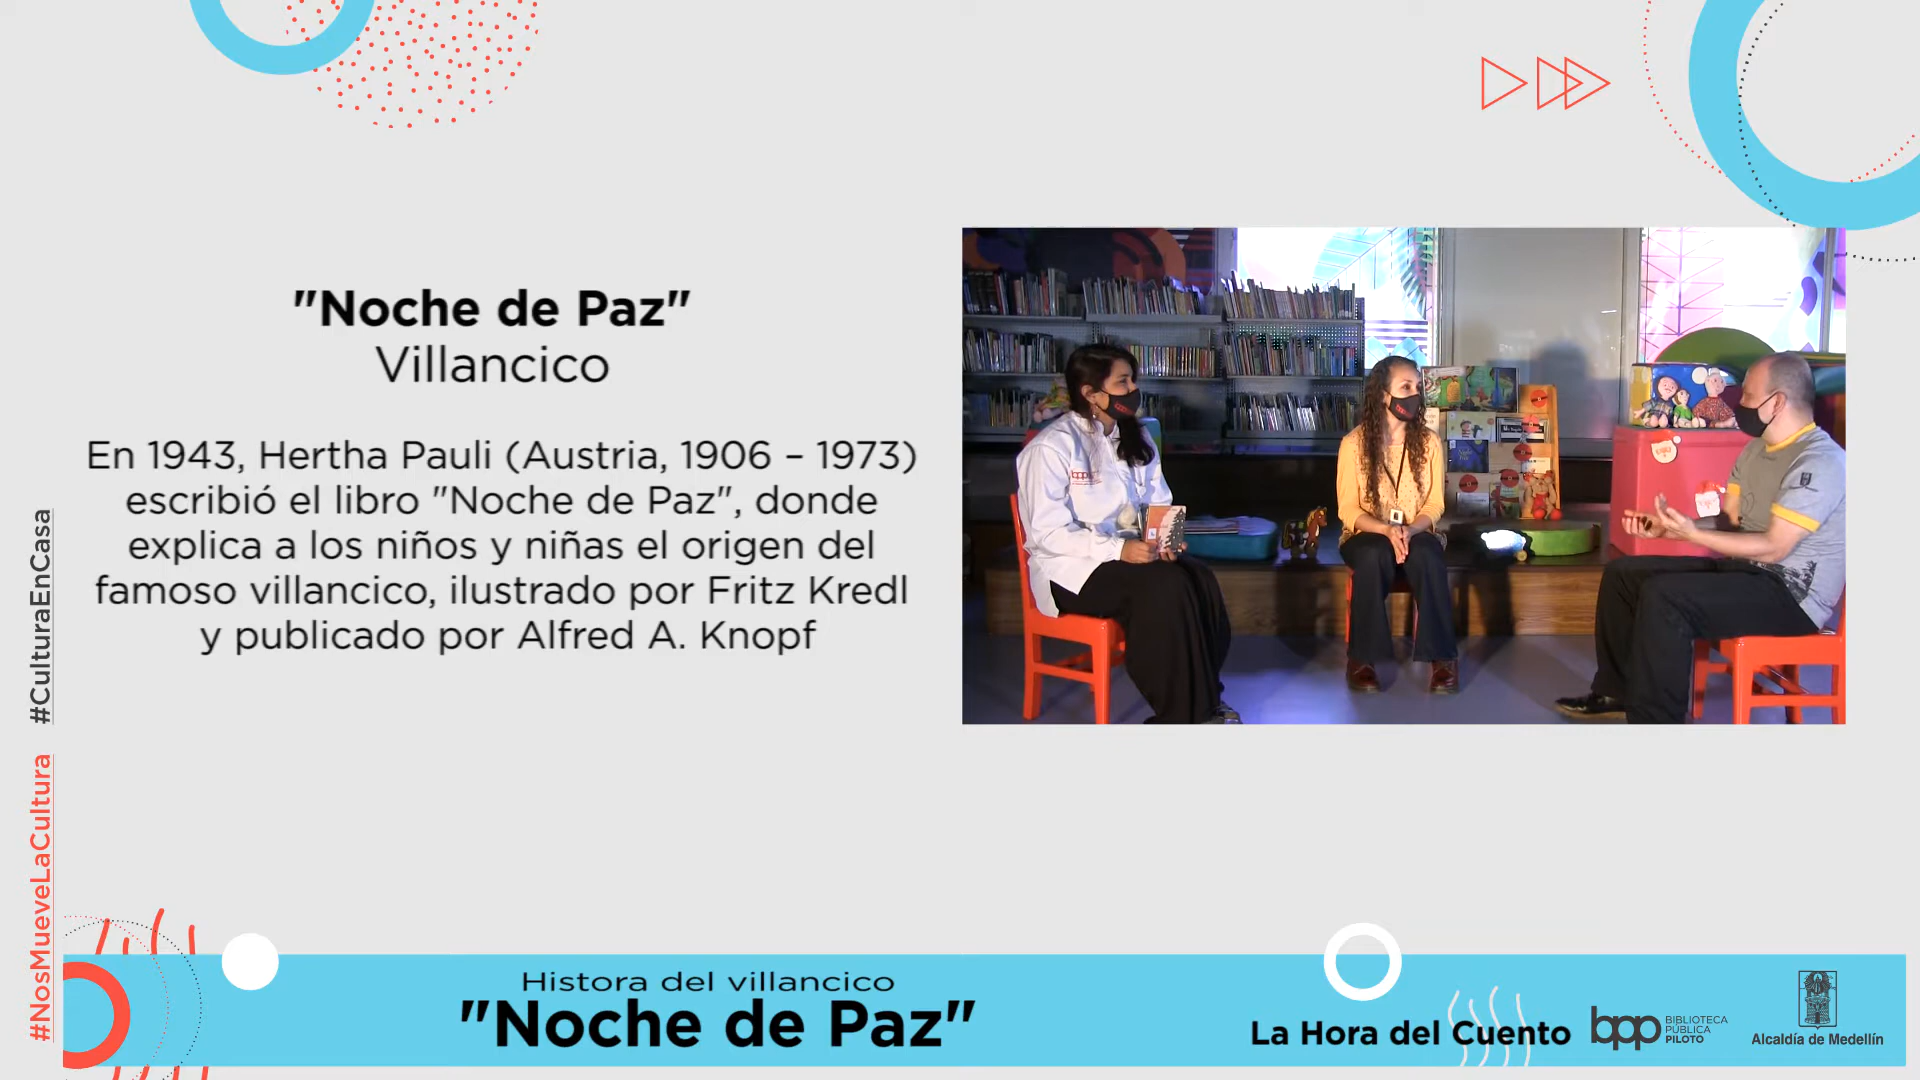 "Noche de Paz"
Villancico
En 1943, Hertha Pauli (Austria, 1906 – 1973)
escribió el libro "Noche de Paz", donde
explica a los niños y niñas el origen del
famoso villancico, ilustrado por Fritz Kredl
y publicado por Alfred A. Knopf
#CulturaEnCasa
#NosMueveLaCultura
Histora del villancico
"Noche de Paz"
La Hora del Cuento
bpp
BIBLIOTECA
PÚBLICA
PILOTO
Alcaldía de Medellín